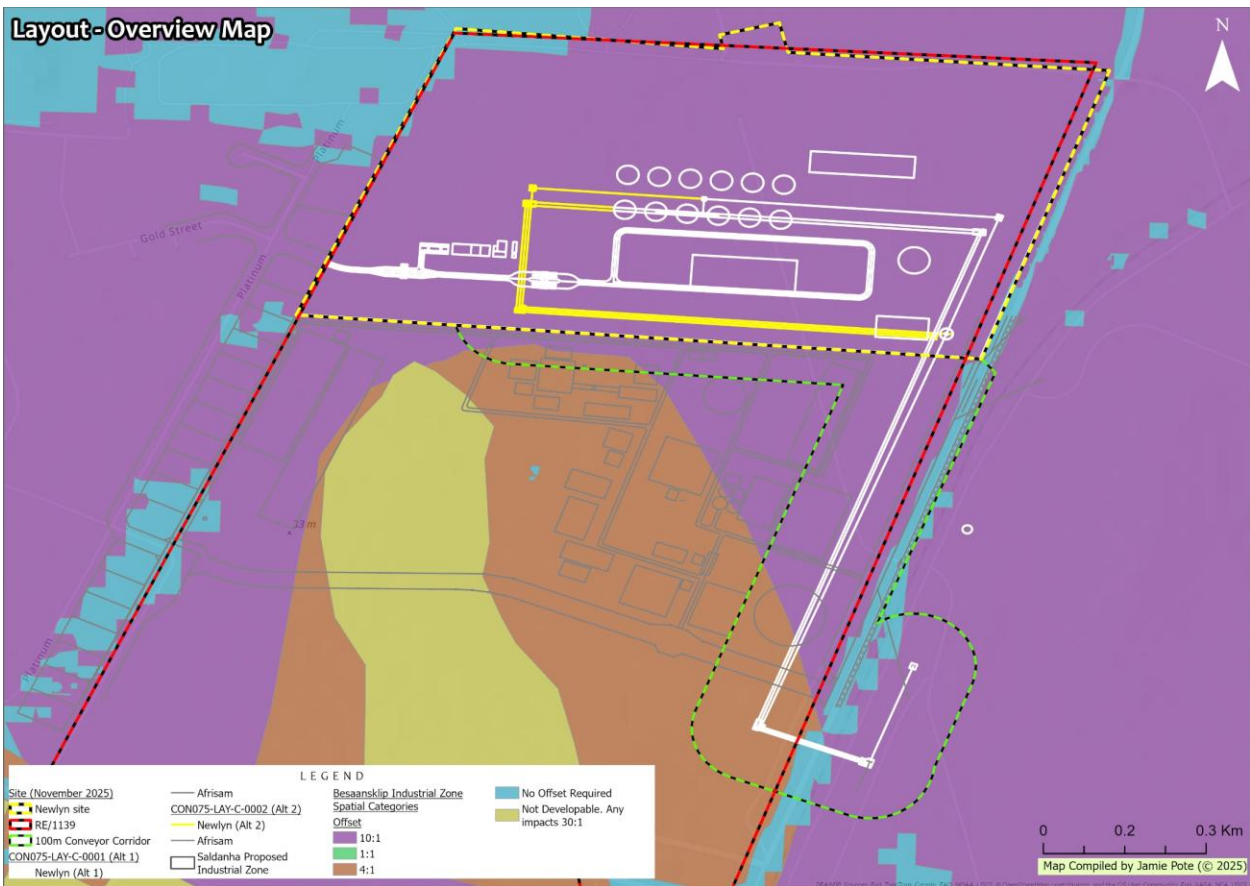 Layout - Overview Map
N
Platinum
Gold Street
Platinum
33 m
Platinum
LEGEND
Site (November 2025)
Newlyn site
RE/1139
100m Conveyor Corridor
CON075-LAY-C-0001 (Alt 1)
Newlyn (Alt 1)
Afrisam
CON075-LAY-C-0002 (Alt 2)
Newlyn (Alt 2)
Afrisam
Saldanha Proposed
Industrial Zone
Besaansklip Industrial Zone
Spatial Categories
Offset
10:1
1:1
4:1
No Offset Required
Not Developable. Any
impacts 30:1
0 0.2 0.3 Km
Map Compiled by Jamie Pote (© 2025)